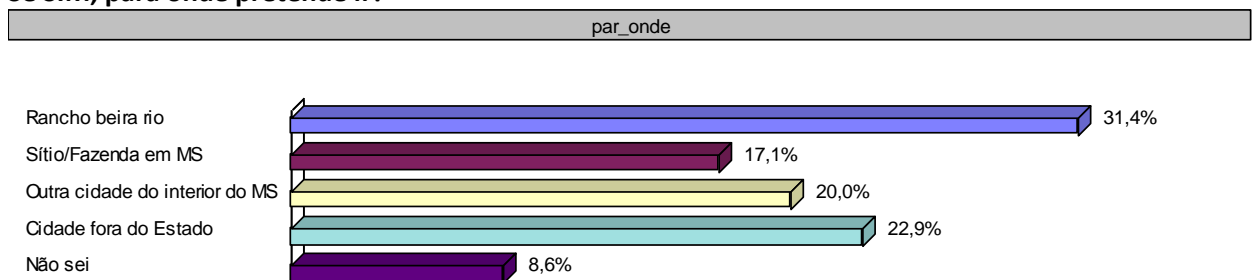 par_onde
Rancho beira rio 31,4%
Sítio/Fazenda em MS 17,1%
Outra cidade do interior do MS 20,0%
Cidade fora do Estado 22,9%
Não sei 8,6%